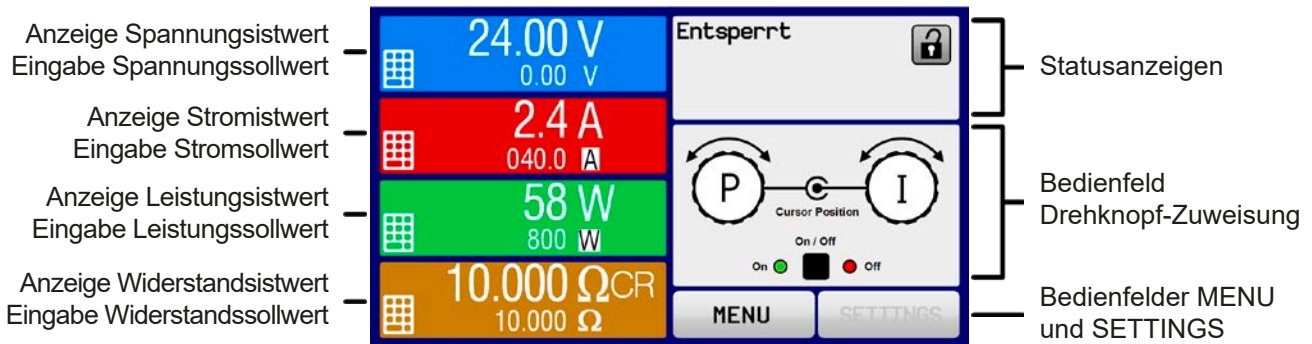 Anzeige Spannungsistwert
Eingabe Spannungssollwert
Anzeige Stromistwert
Eingabe Stromsollwert
Anzeige Leistungsistwert
Eingabe Leistungssollwert
Anzeige Widerstandsistwert
Eingabe Widerstandssollwert
24.00 V
0.00 V
2.4 A
040.0 A
58 W
800 W
10.000 ΩCR
10.000 Ω
Entsperrt
P
I
Cursor Position
On / Off
On
Off
MENU
SETTINGS
Statusanzeigen
Bedienfeld
Drehknopf-Zuweisung
Bedienfelder MENU
und SETTINGS